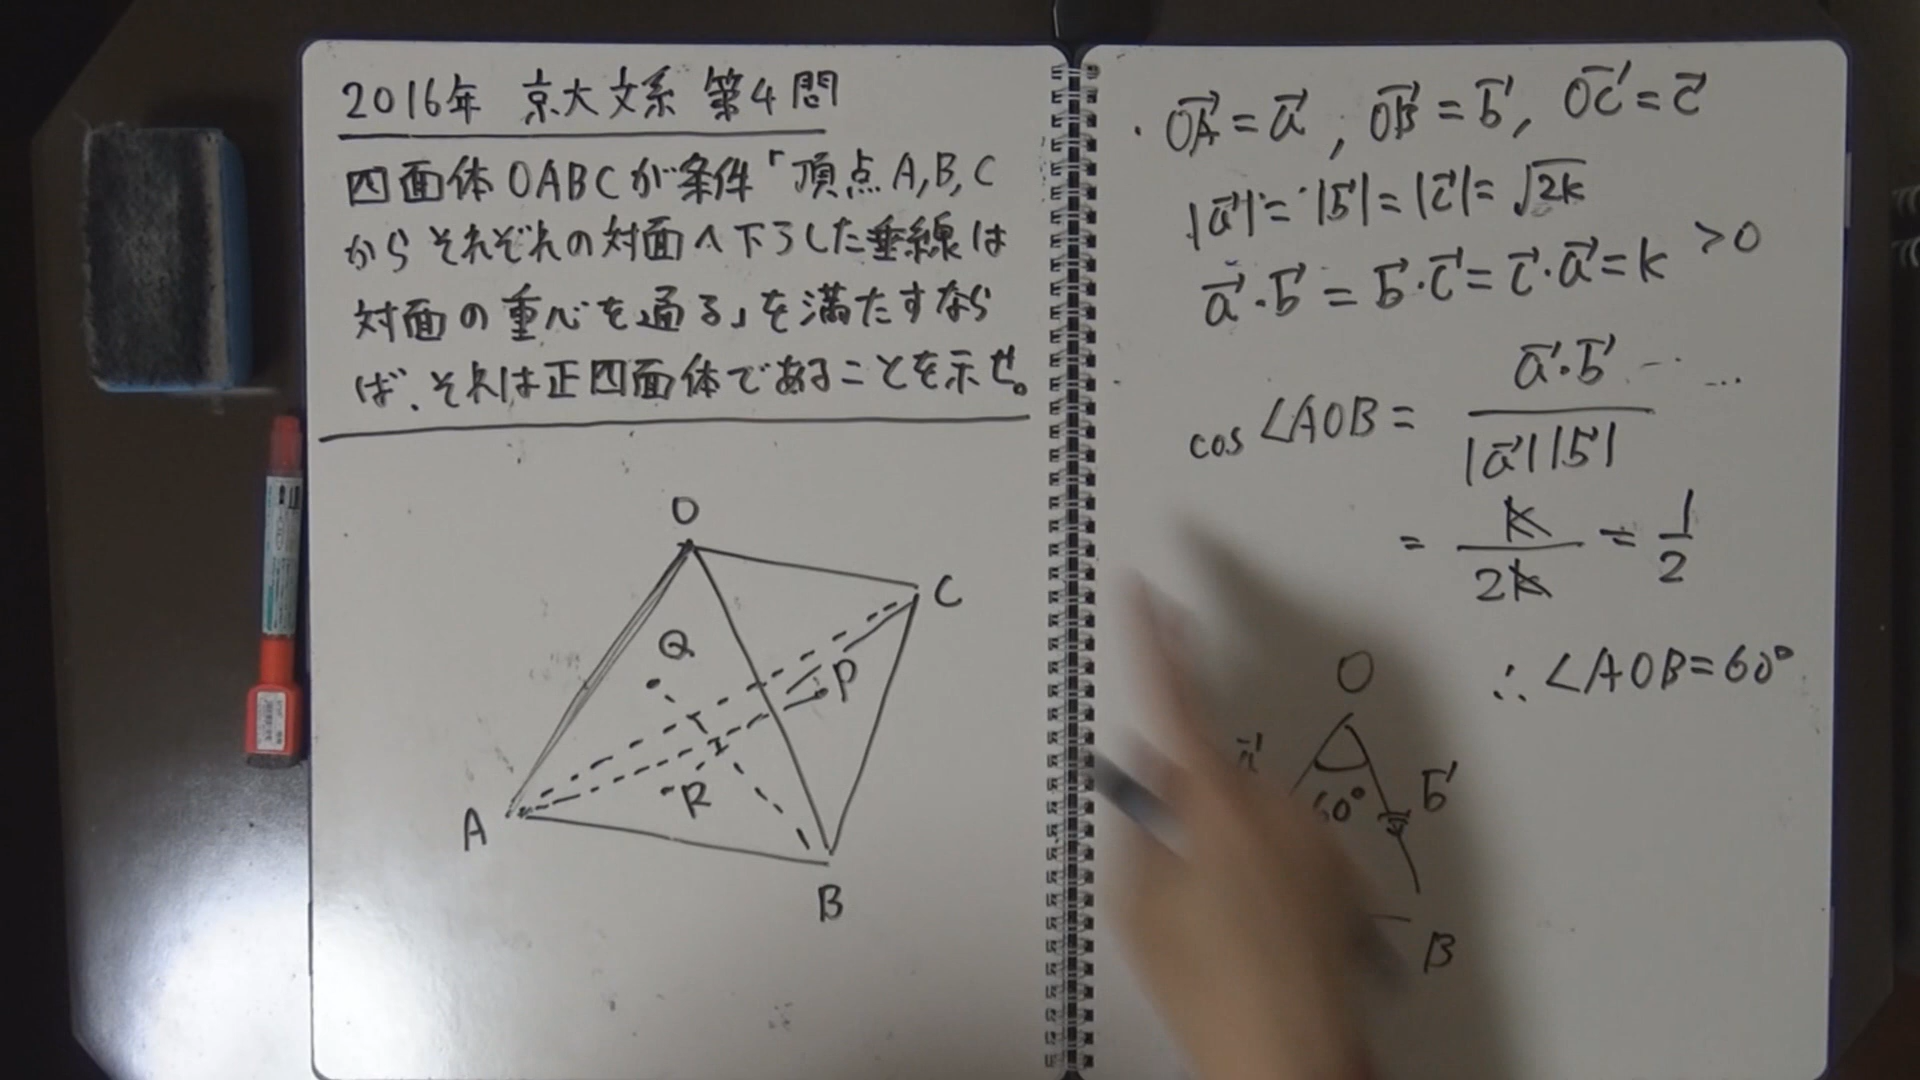 2016年 京大文系 第4問
四面体OABCが条件「頂点A,B,C
からそれぞれの対面へ下ろした垂線は
対面の重心を通る」を満たすなら
ば、それは正四面体であることを示せ。
O
C
Q
P
R
A
B
・OA→=a→, OB→=b→, OC→=c→
|a→|=|b→|=|c→|=√2k
a→・b→=b→・c→=c→・a→=k >0
cos∠AOB= a→・b→ / |a→||b→| … …
= k/2k = 1/2
∴∠AOB=60°
O
60°
b→
B